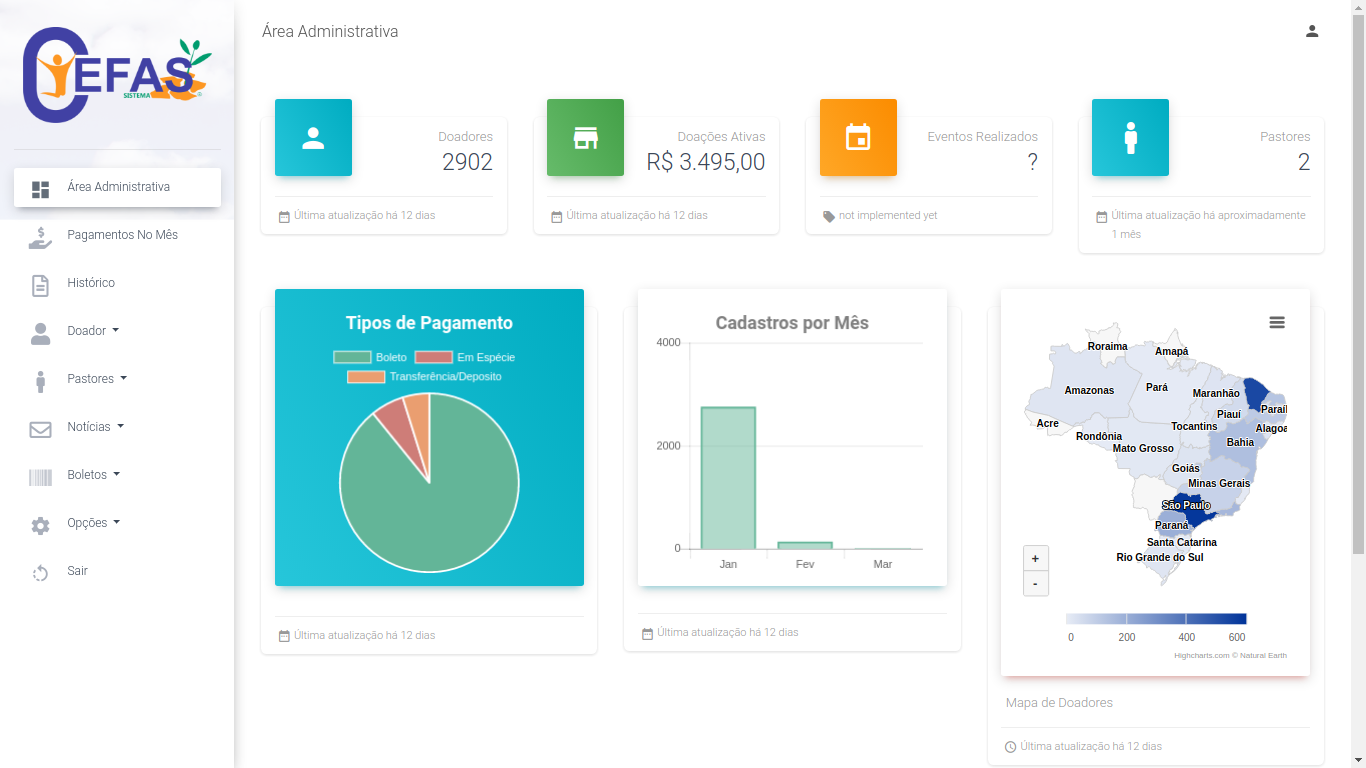 CEFAS
SISTEMA
Área Administrativa
Pagamentos No Mês
Histórico
Doador
Pastores
Notícias
Boletos
Opções
Sair
Área Administrativa
Doadores
2902
Última atualização há 12 dias
Doações Ativas
R$ 3.495,00
Última atualização há 12 dias
Eventos Realizados
?
not implemented yet
Pastores
2
Última atualização há aproximadamente
1 mês
Tipos de Pagamento
Boleto
Em Espécie
Transferência/Deposito
Última atualização há 12 dias
Cadastros por Mês
4000
2000
0
Jan
Fev
Mar
Última atualização há 12 dias
Roraima
Amapá
Amazonas
Pará
Maranhão
Piauí
Paraí
Acre
Tocantins
Alagoa
Rondônia
Mato Grosso
Bahia
Goiás
Minas Gerais
São Paulo
Paraná
Santa Catarina
Rio Grande do Sul
+
-
0
200
400
600
Highcharts.com © Natural Earth
Mapa de Doadores
Última atualização há 12 dias